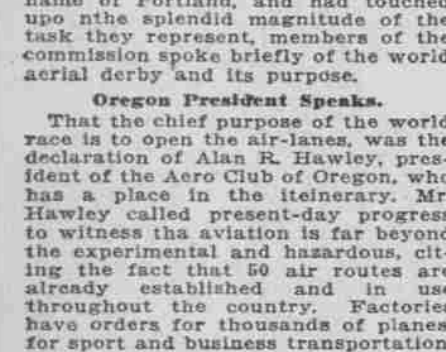 name of Portland, and had touched
upo nthe splendid magnitude of the
task they represent, members of the
commission spoke briefly of the world
aerial derby and its purpose.
Oregon President Speaks.
That the chief purpose of the world
race is to open the air-lanes, was the
declaration of Alan R. Hawley, pres-
ident of the Aero Club of Oregon, who
has a place in the iteinerary. Mr
Hawley called present-day progress
to witness tha aviation is far beyond
the experimental and hazardous, cit-
ing the fact that 50 air routes are
already established and in use
throughout the country. Factories
have orders for thousands of planes
for sport and business transportation